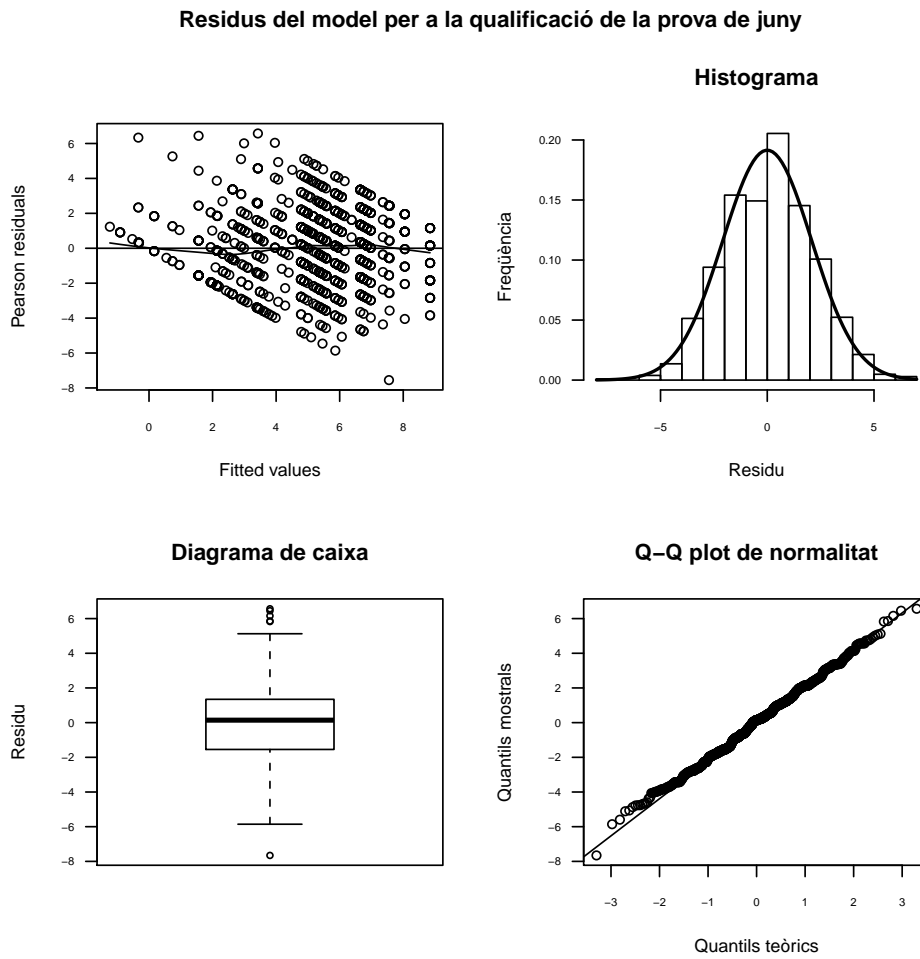 Residus del model per a la qualificació de la prova de juny
Histograma
6
4
2
0
−2
−4
−6
−8
Pearson residuals
0 2 4 6 8
Fitted values
0.20
0.15
0.10
0.05
0.00
Freqüència
−5 0 5
Residu
Diagrama de caixa
6
4
2
0
−2
−4
−6
−8
Residu
Q−Q plot de normalitat
6
4
2
0
−2
−4
−6
−8
Quantils mostrals
−3 −2 −1 0 1 2 3
Quantils teòrics